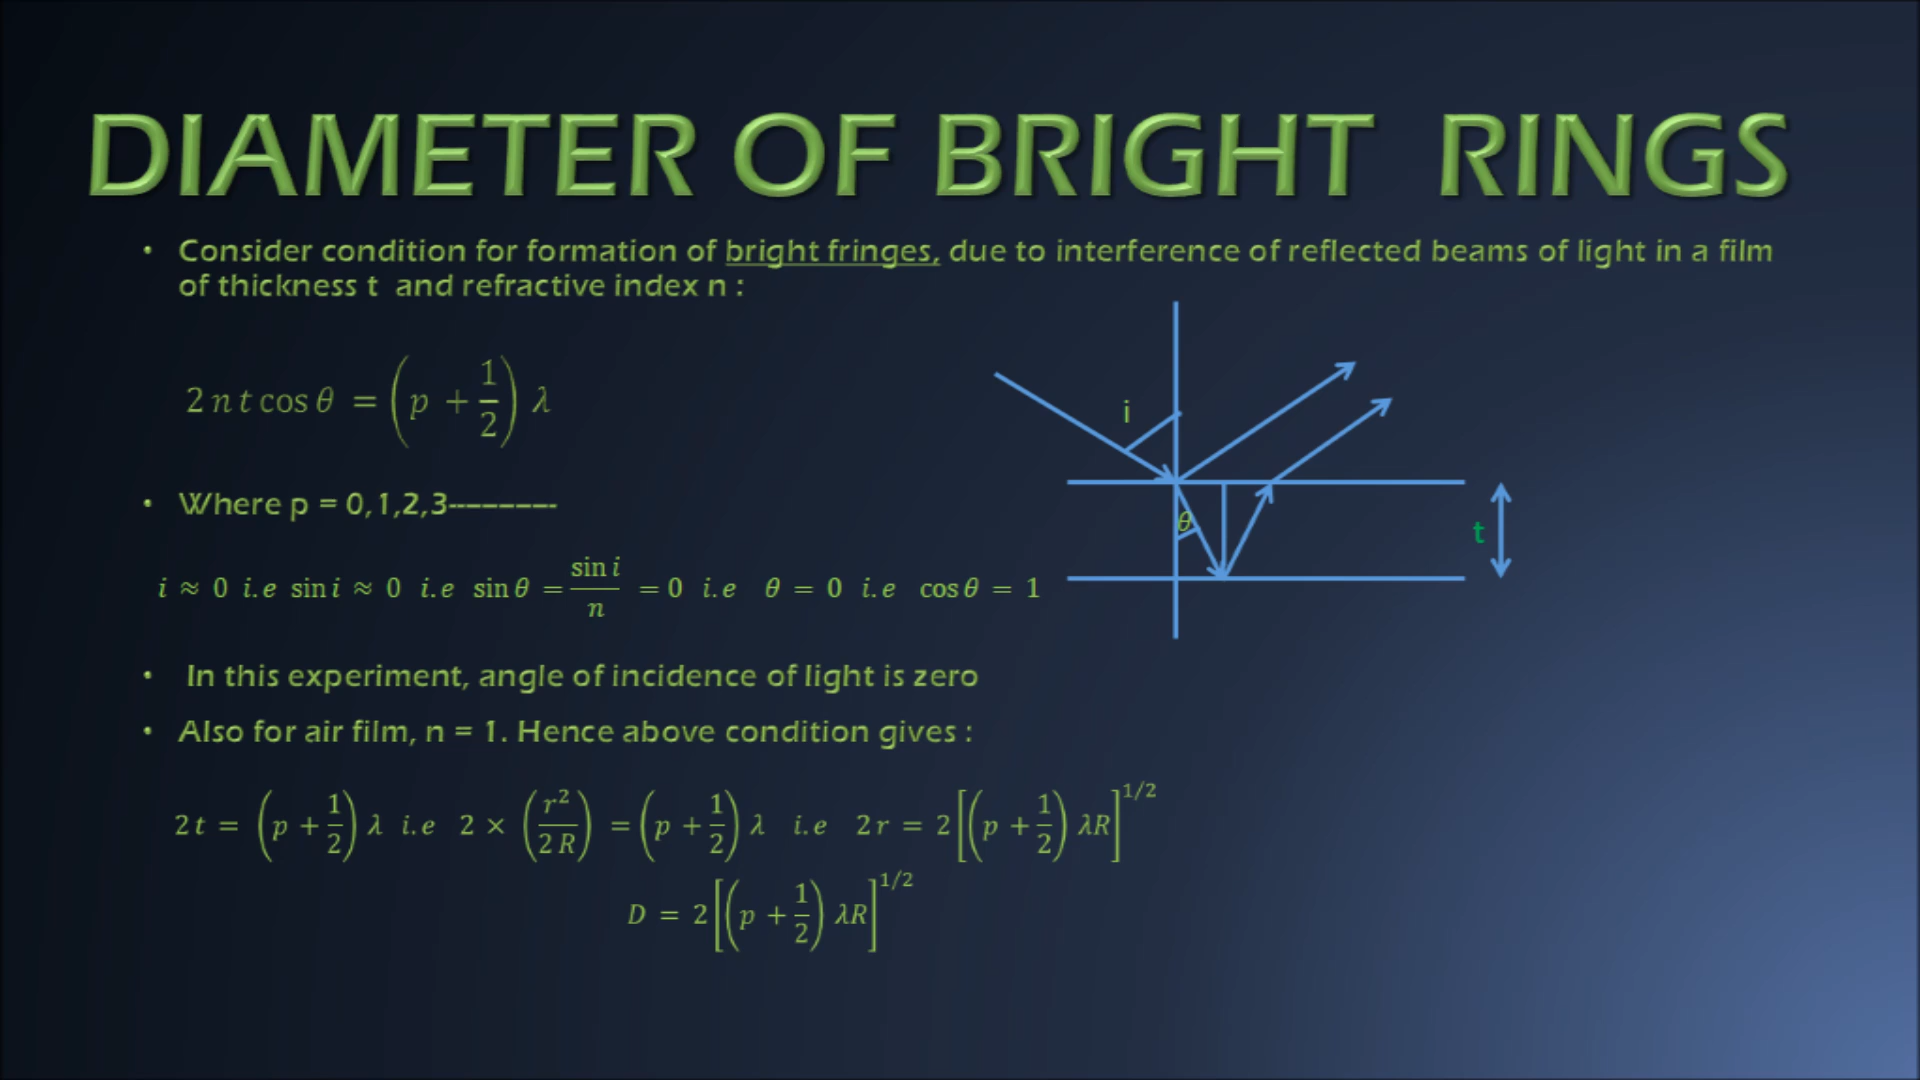 DIAMETER OF BRIGHT RINGS
• Consider condition for formation of bright fringes, due to interference of reflected beams of light in a film
of thickness t and refractive index n :
2 n t cos θ = (p + 1/2) λ
i
• Where p = 0,1,2,3---------
θ
t
i ≈ 0 i.e sin i ≈ 0 i.e sin θ = sin i / n = 0 i.e θ = 0 i.e cos θ = 1
• In this experiment, angle of incidence of light is zero
• Also for air film, n = 1. Hence above condition gives :
2 t = (p + 1/2) λ i.e 2 × (r² / 2 R) = (p + 1/2) λ i.e 2r = 2 [(p + 1/2) λR]^1/2
D = 2 [(p + 1/2) λR]^1/2